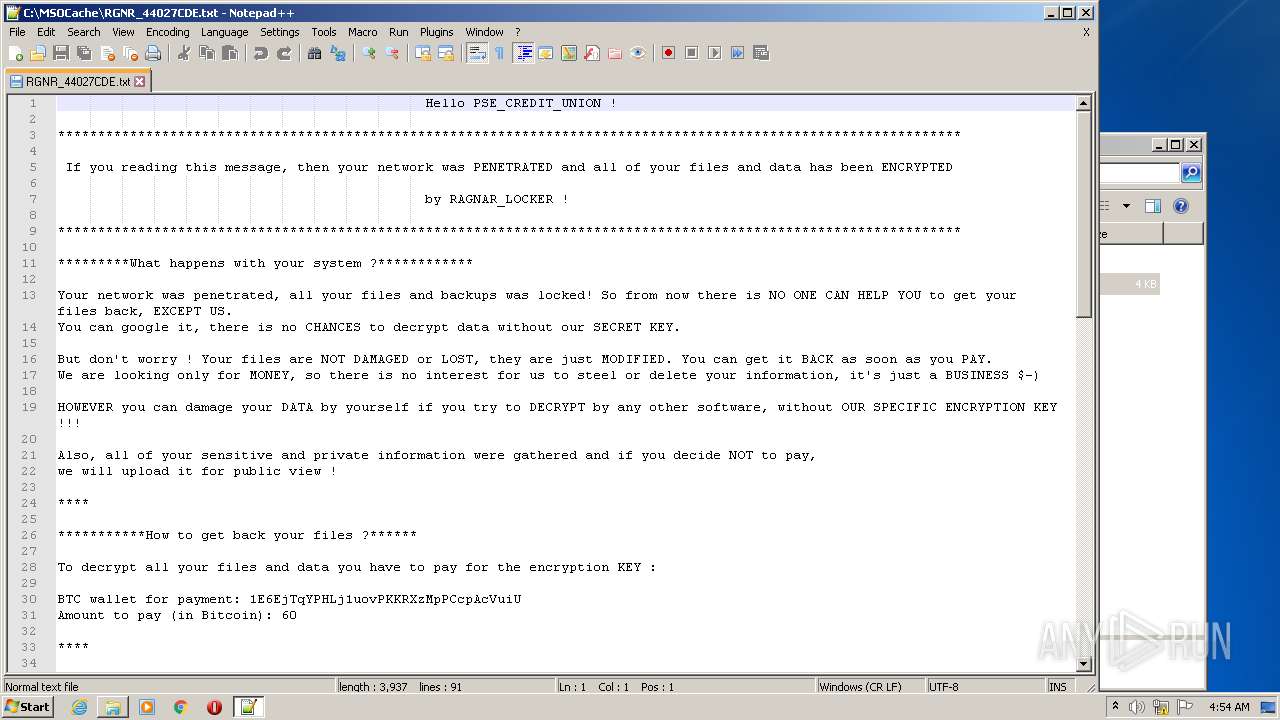 C:\MSOCache\RGNR_44027CDE.txt - Notepad++
File Edit Search View Encoding Language Settings Tools Macro Run Plugins Window ? X
RGNR_44027CDE.txt
1 Hello PSE_CREDIT_UNION !
2
3 *****************************************************************************************************************
4
5 If you reading this message, then your network was PENETRATED and all of your files and data has been ENCRYPTED
6
7 by RAGNAR_LOCKER !
8
9 *****************************************************************************************************************
10
11 *********What happens with your system ?************
12
13 Your network was penetrated, all your files and backups was locked! So from now there is NO ONE CAN HELP YOU to get your
files back, EXCEPT US.
14 You can google it, there is no CHANCES to decrypt data without our SECRET KEY.
15
16 But don't worry ! Your files are NOT DAMAGED or LOST, they are just MODIFIED. You can get it BACK as soon as you PAY.
17 We are looking only for MONEY, so there is no interest for us to steel or delete your information, it's just a BUSINESS $-)
18
19 HOWEVER you can damage your DATA by yourself if you try to DECRYPT by any other software, without OUR SPECIFIC ENCRYPTION KEY
!!!
20
21 Also, all of your sensitive and private information were gathered and if you decide NOT to pay,
22 we will upload it for public view !
23
24 ****
25
26 ***********How to get back your files ?******
27
28 To decrypt all your files and data you have to pay for the encryption KEY :
29
30 BTC wallet for payment: 1E6EjTqYPHLj1uovPKKRXzMpPCcpAcVuiU
31 Amount to pay (in Bitcoin): 60
32
33 ****
34
ze
4 KB
ANY RUN
Normal text file length : 3,937 lines : 91 Ln : 1 Col : 1 Pos : 1 Windows (CR LF) UTF-8 INS
Start 4:54 AM